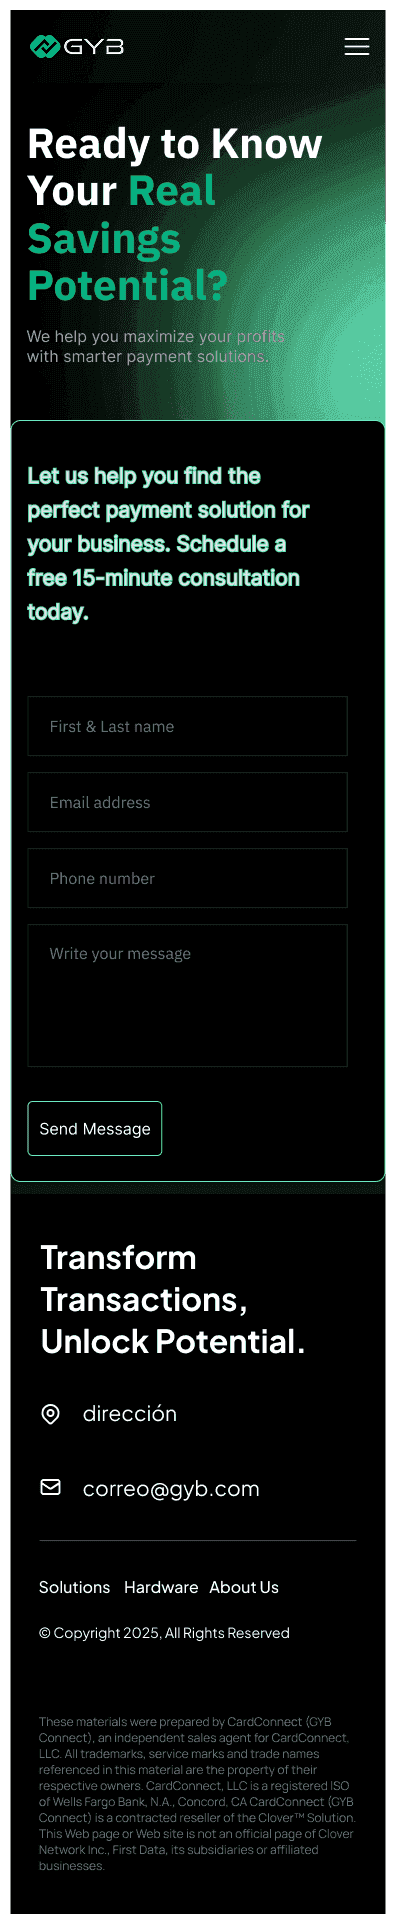 GYB
Ready to Know
Your Real
Savings
Potential?
We help you maximize your profits
with smarter payment solutions.
Let us help you find the
perfect payment solution for
your business. Schedule a
free 15-minute consultation
today.
First & Last name
Email address
Phone number
Write your message
Send Message
Transform
Transactions,
Unlock Potential.
dirección
correo@gyb.com
Solutions Hardware About Us
© Copyright 2025, All Rights Reserved
These materials were prepared by CardConnect (GYB
Connect), an independent sales agent for CardConnect,
LLC. All trademarks, service marks and trade names
referenced in this material are the property of their
respective owners. CardConnect, LLC is a registered ISO
of Wells Fargo Bank, N.A., Concord, CA CardConnect (GYB
Connect) is a contracted reseller of the Clover™ Solution.
This Web page or Web site is not an official page of Clover
Network Inc., First Data, its subsidiaries or affiliated
businesses.